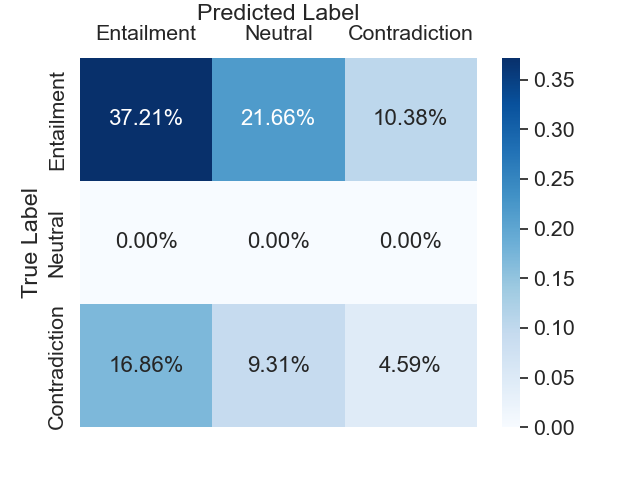 Predicted Label
Entailment Neutral Contradiction
True Label
Entailment
37.21% 21.66% 10.38%
Neutral
0.00% 0.00% 0.00%
Contradiction
16.86% 9.31% 4.59%
0.35
0.30
0.25
0.20
0.15
0.10
0.05
0.00